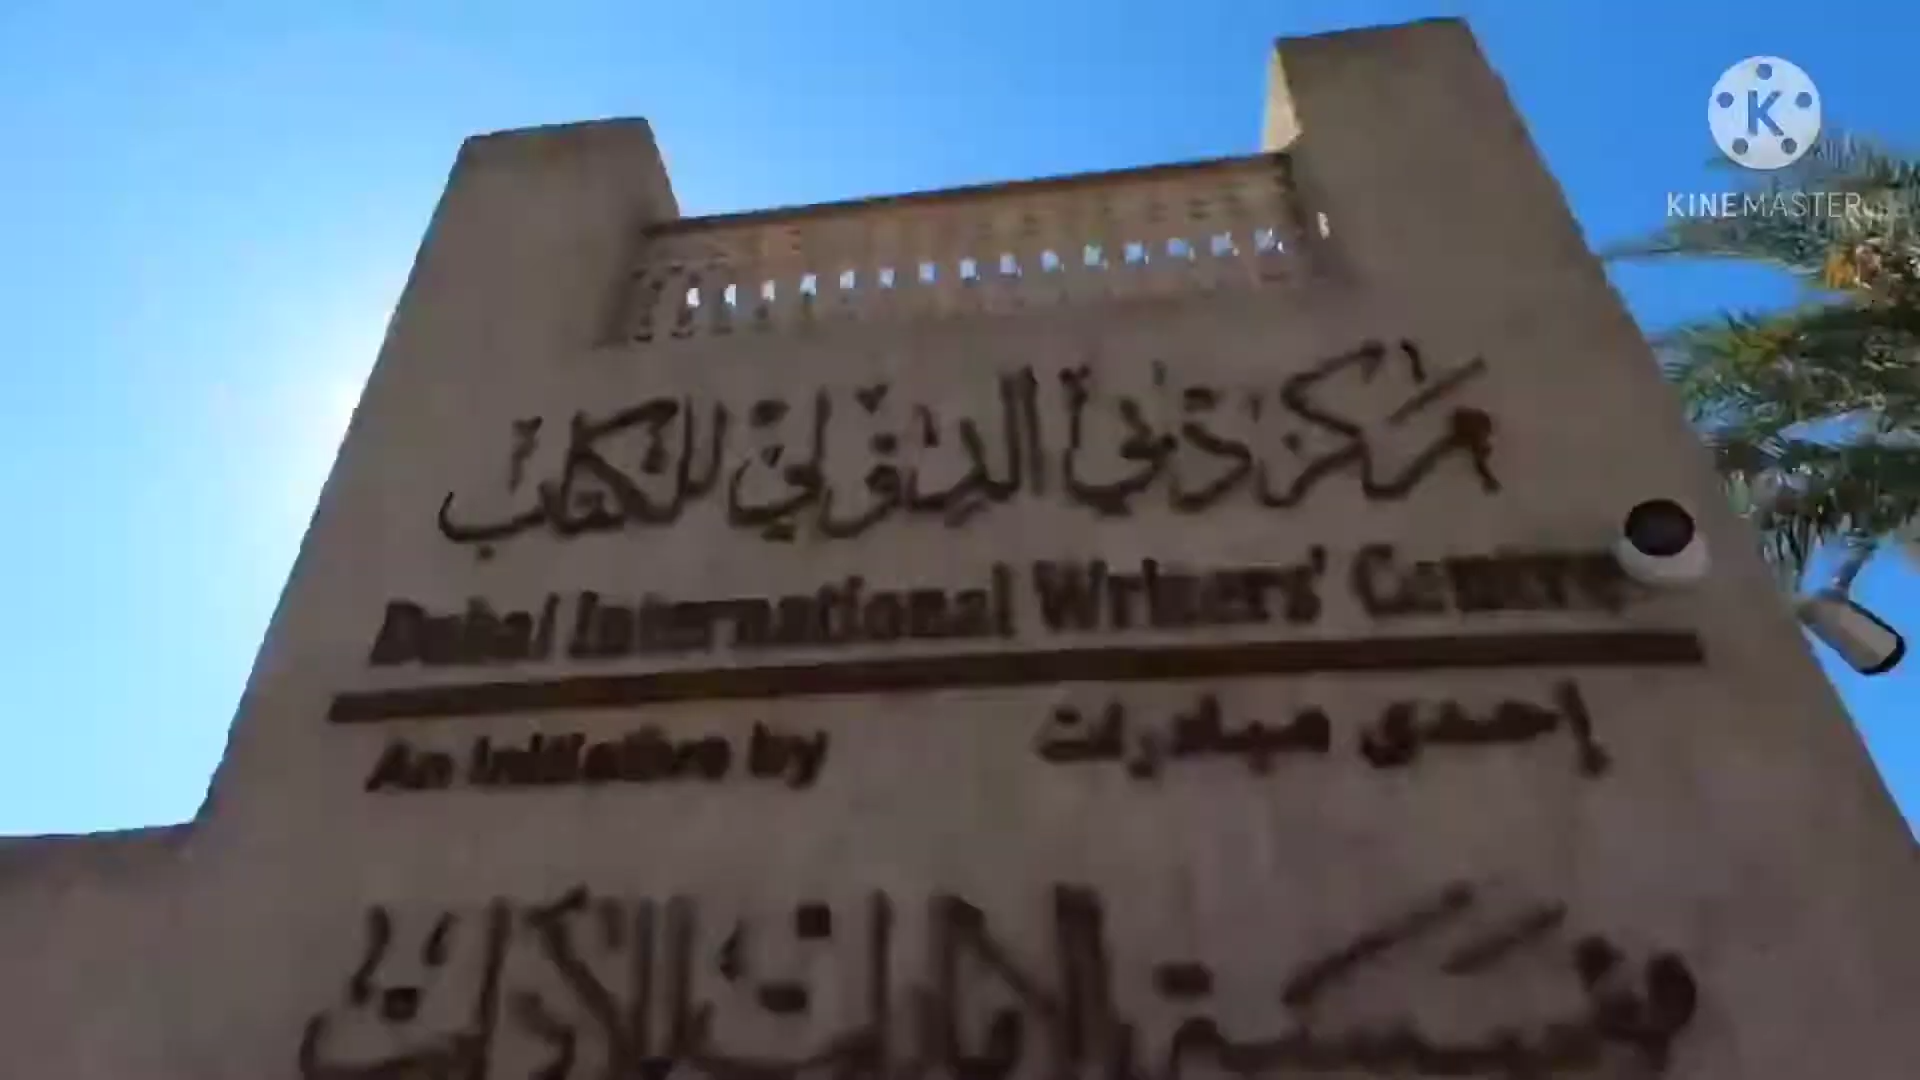 K
KINEMASTER
مركز دبي الدولي للكتاب
Dubai International Writers' Centre
An initiative by
إحدى مبادرات
مؤسسة الإمارات للآداب